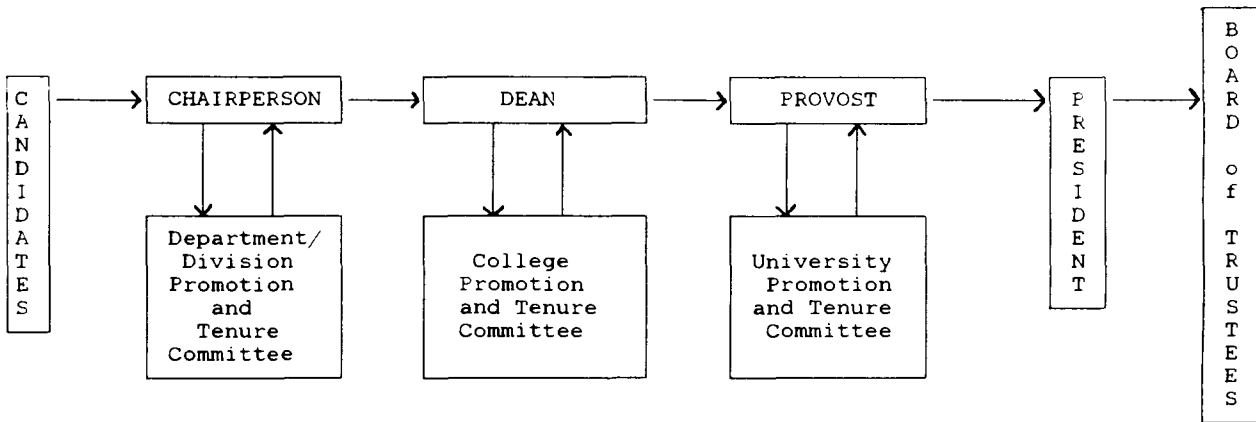 CANDIDATES
CHAIRPERSON
DEAN
PROVOST
PRESIDENT
BOARD of TRUSTEES
Department/
Division
Promotion
and
Tenure
Committee
College
Promotion
and Tenure
Committee
University
Promotion
and Tenure
Committee